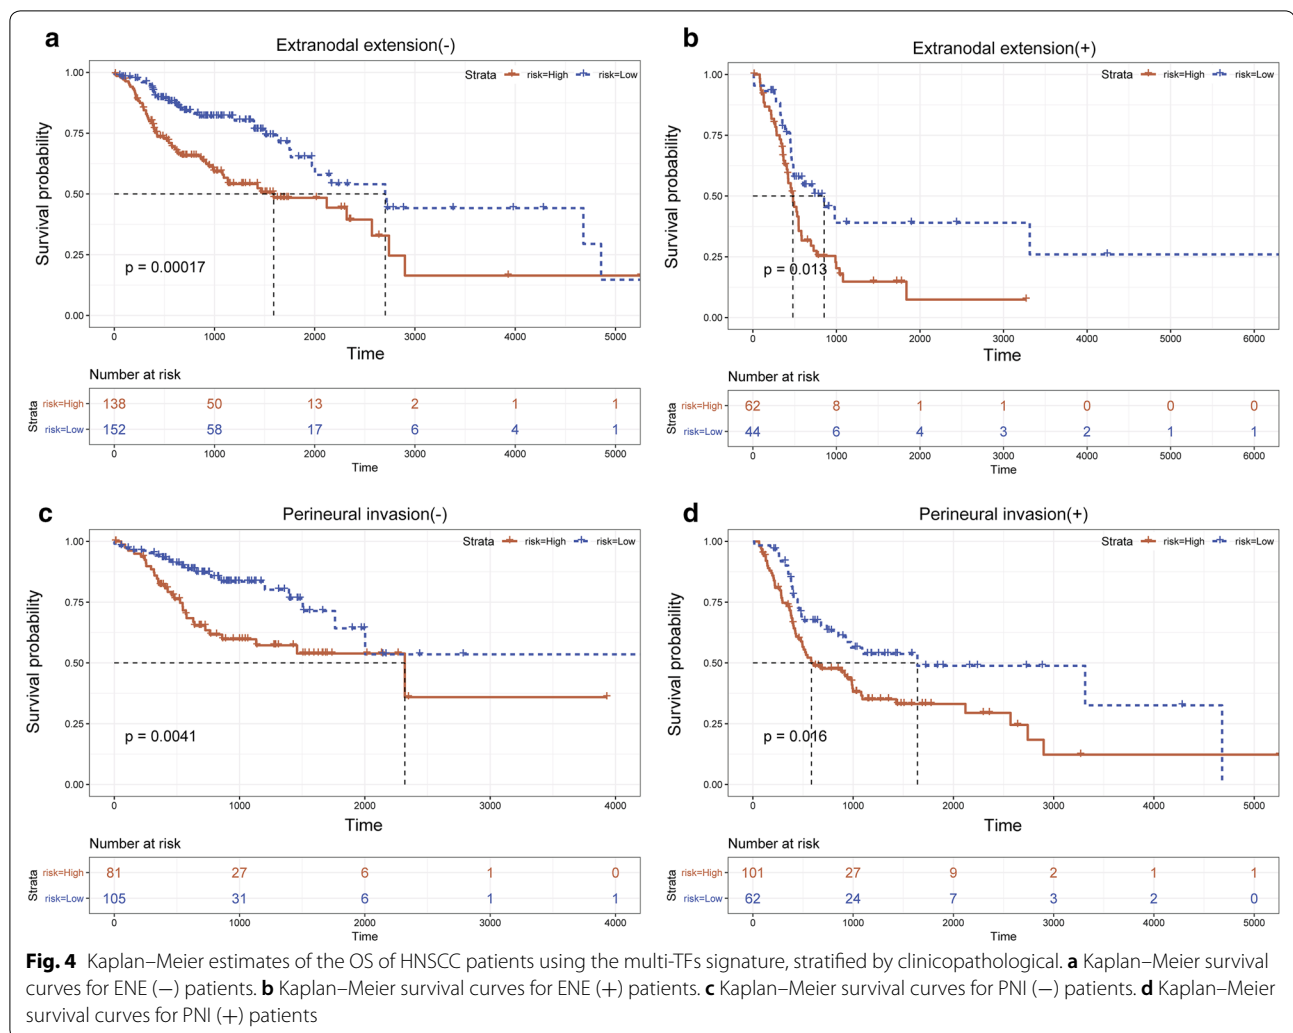 a
Extranodal extension(-)
Strata risk=High risk=Low
Survival probability
1.00
0.75
0.50
0.25
0.00
p = 0.00017
0 1000 2000 3000 4000 5000
Time
Number at risk
Strata
risk=High 138 50 13 2 1 1
risk=Low 152 58 17 6 4 1
0 1000 2000 3000 4000 5000
Time
b
Extranodal extension(+)
Strata risk=High risk=Low
Survival probability
1.00
0.75
0.50
0.25
0.00
p = 0.013
0 1000 2000 3000 4000 5000 6000
Time
Number at risk
Strata
risk=High 62 8 1 1 0 0 0
risk=Low 44 6 4 3 2 1 1
0 1000 2000 3000 4000 5000 6000
Time
c
Perineural invasion(-)
Strata risk=High risk=Low
Survival probability
1.00
0.75
0.50
0.25
0.00
p = 0.0041
0 1000 2000 3000 4000
Time
Number at risk
Strata
risk=High 81 27 6 1 0
risk=Low 105 31 6 1 1
0 1000 2000 3000 4000
Time
d
Perineural invasion(+)
Strata risk=High risk=Low
Survival probability
1.00
0.75
0.50
0.25
0.00
p = 0.016
0 1000 2000 3000 4000 5000
Time
Number at risk
Strata
risk=High 101 27 9 2 1 1
risk=Low 62 24 7 3 2 0
0 1000 2000 3000 4000 5000
Time
Fig. 4 Kaplan–Meier estimates of the OS of HNSCC patients using the multi-TFs signature, stratified by clinicopathological. a Kaplan–Meier survival
curves for ENE (−) patients. b Kaplan–Meier survival curves for ENE (+) patients. c Kaplan–Meier survival curves for PNI (−) patients. d Kaplan–Meier
survival curves for PNI (+) patients